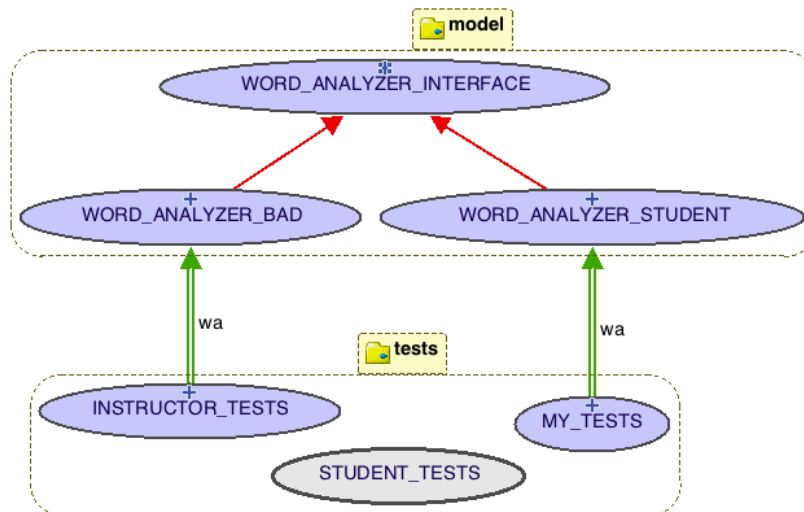 model
WORD_ANALYZER_INTERFACE
WORD_ANALYZER_BAD
WORD_ANALYZER_STUDENT
wa
wa
tests
INSTRUCTOR_TESTS
MY_TESTS
STUDENT_TESTS